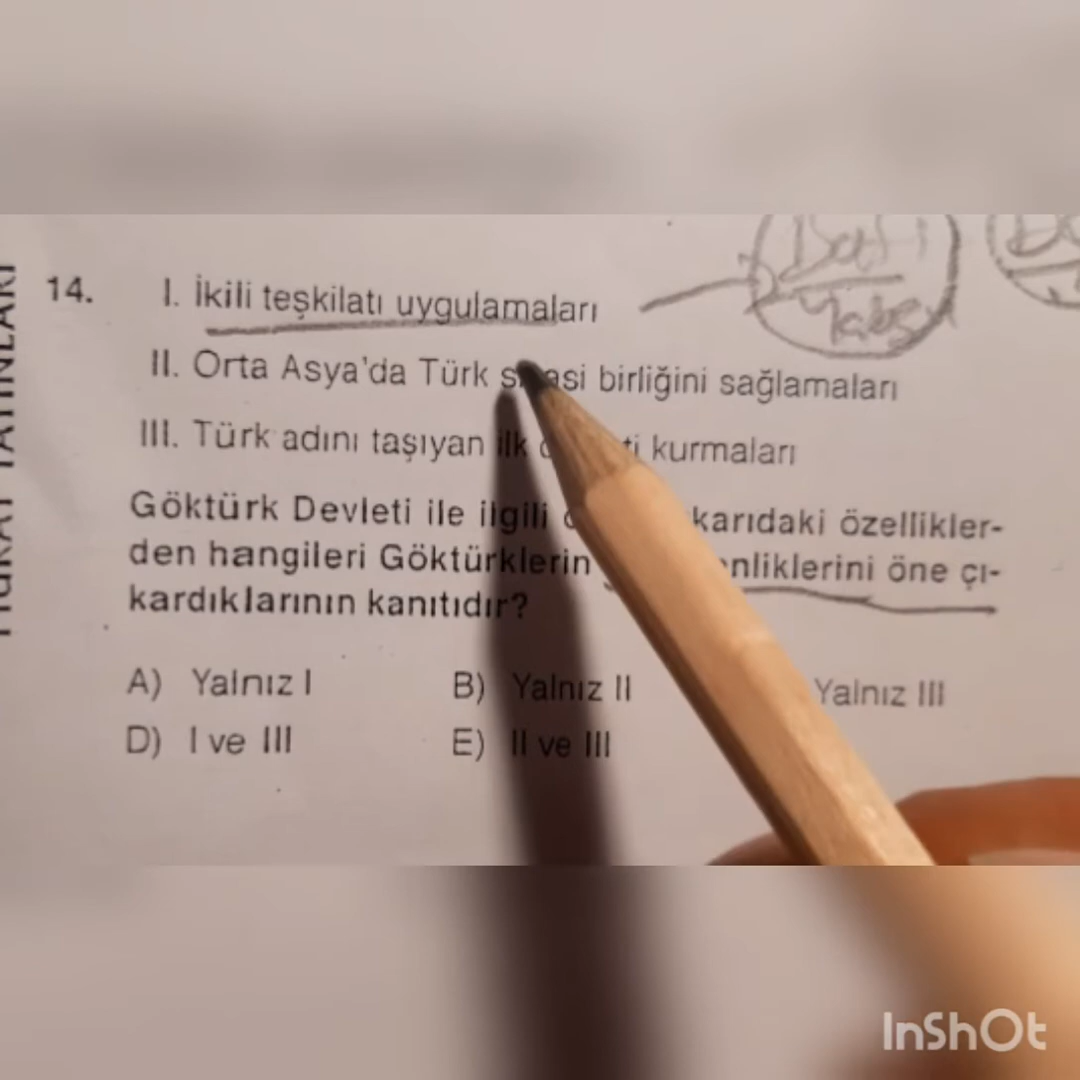 14. I. İkili teşkilatı uygulamaları
II. Orta Asya'da Türk siyasi birliğini sağlamaları
III. Türk adını taşıyan ilk kurmaları
Göktürk Devleti ile ilgili karıdaki özellikler-
den hangileri Göktürklerin nliklerini öne çı-
kardıklarının kanıtıdır?
A) Yalnız I B) Yalnız II Yalnız III
D) I ve III E) II ve III
InShOt